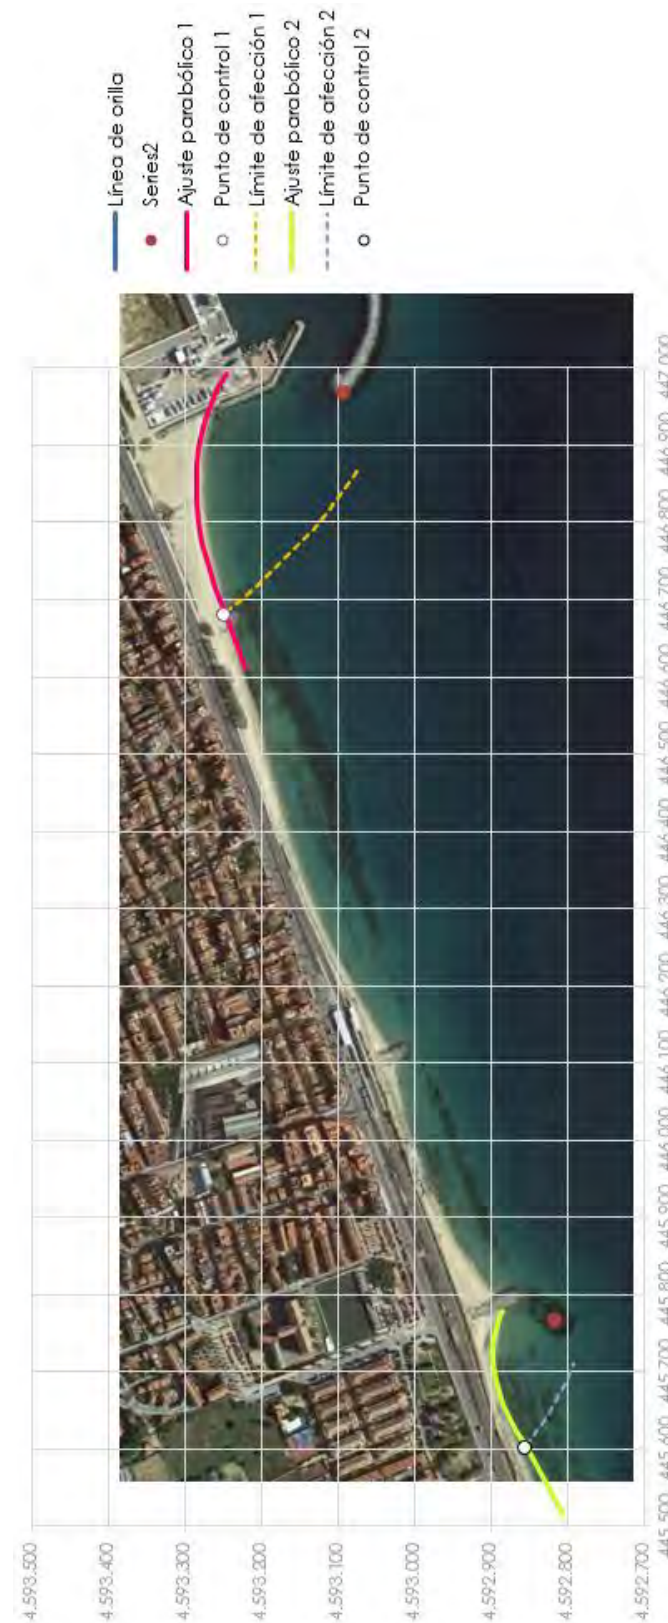 Línea de orilla
Series2
Ajuste parabólico 1
Punto de control 1
Límite de afección 1
Ajuste parabólico 2
Límite de afección 2
Punto de control 2
4.593.500
4.593.400
4.593.300
4.593.200
4.593.100
4.593.000
4.592.900
4.592.800
4.592.700
445.500 445.600 445.700 445.800 445.900 446.000 446.100 446.200 446.300 446.400 446.500 446.600 446.700 446.800 446.900 447.000